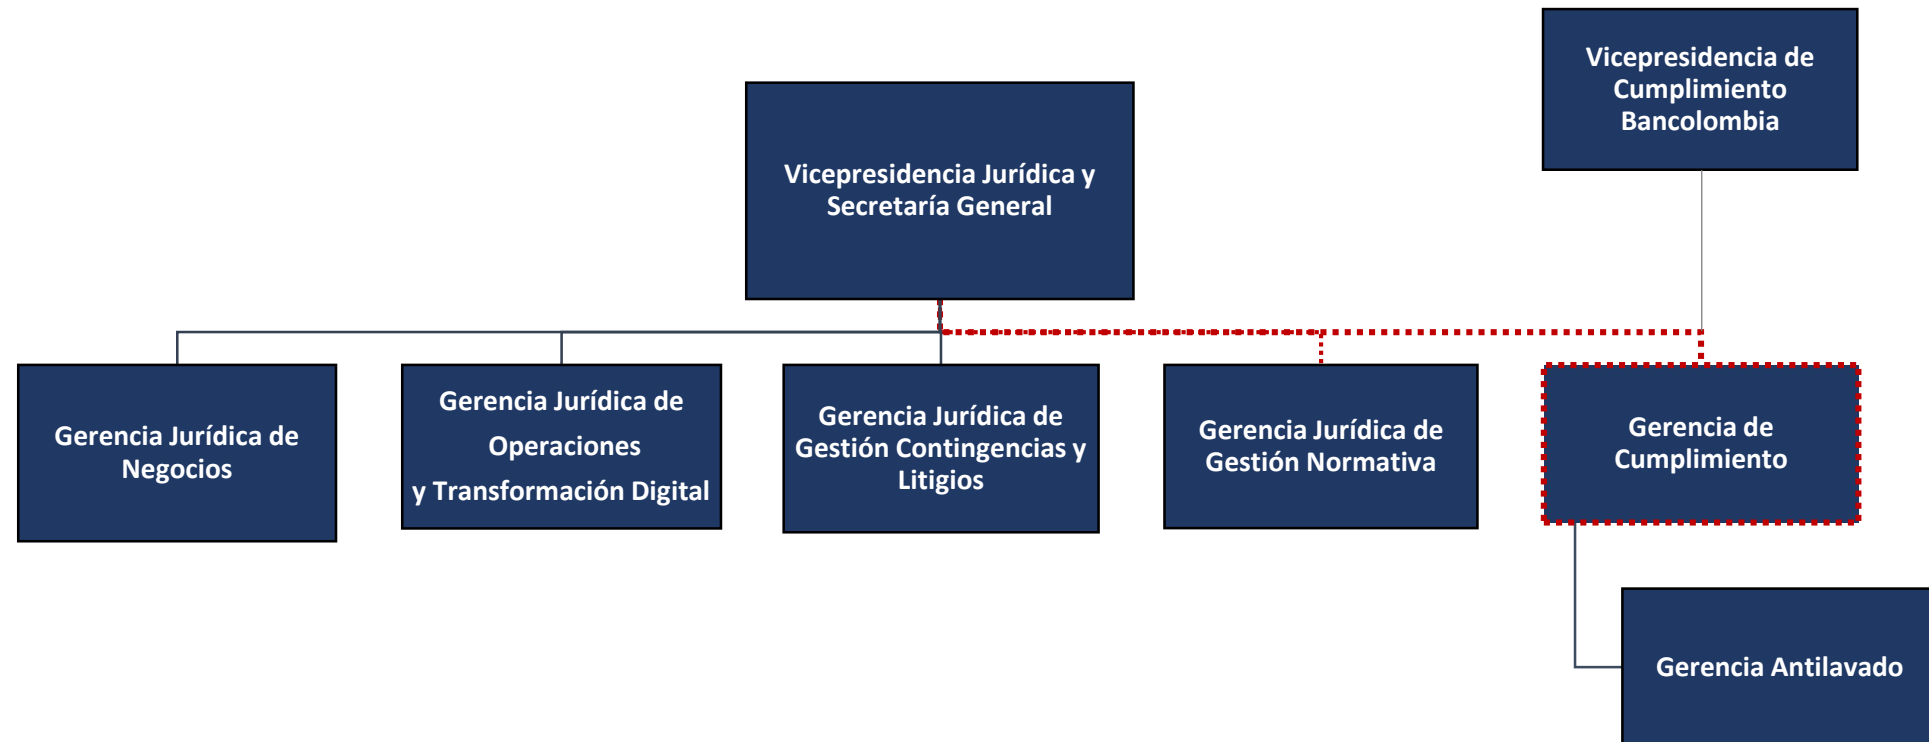 Vicepresidencia de
Cumplimiento
Bancolombia
Vicepresidencia Jurídica y
Secretaría General
Gerencia Jurídica de
Negocios
Gerencia Jurídica de
Operaciones
y Transformación Digital
Gerencia Jurídica de
Gestión Contingencias y
Litigios
Gerencia Jurídica de
Gestión Normativa
Gerencia de
Cumplimiento
Gerencia Antilavado